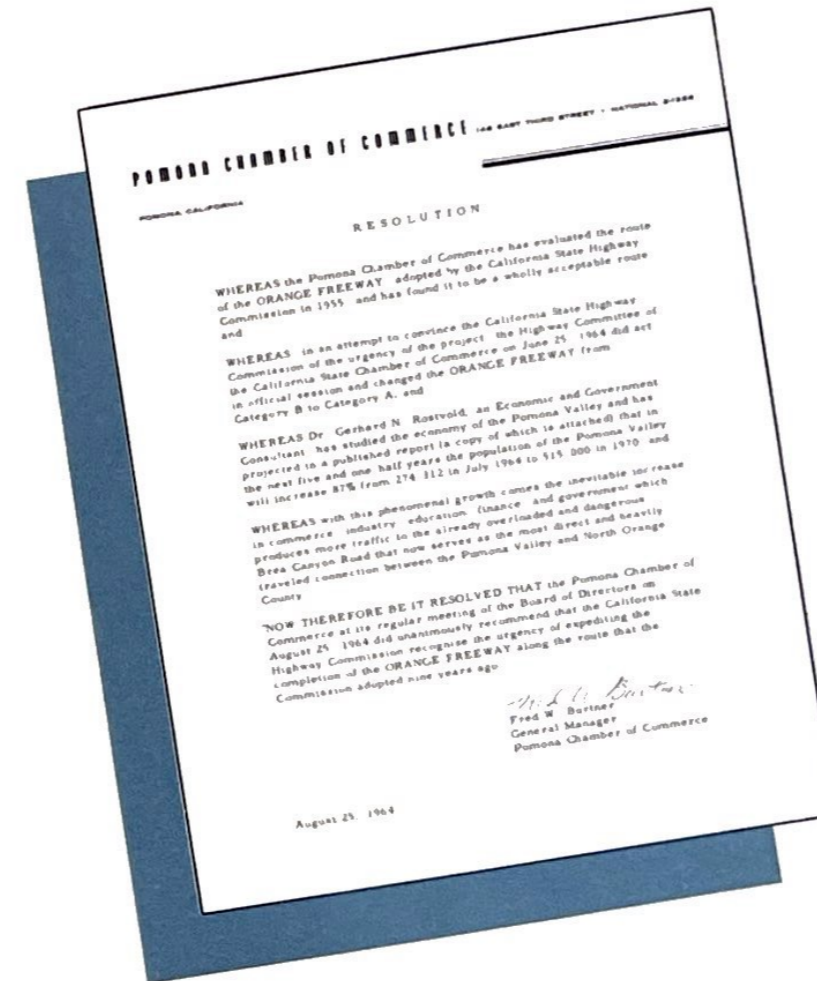 POMONA CHAMBER OF COMMERCE 146 EAST THIRD STREET · NATIONAL
POMONA, CALIFORNIA
RESOLUTION
WHEREAS the Pomona Chamber of Commerce has evaluated the route
of the ORANGE FREEWAY adopted by the California State Highway
Commission in 1955 and has found it to be a wholly acceptable route
and
WHEREAS in an attempt to convince the California State Highway
Commission of the urgency of the project the Highway Committee of
the California State Chamber of Commerce on June 25 1964 did act
in official session and changed the ORANGE FREEWAY from
Category B to Category A, and
WHEREAS Dr Gerhard N. Rostvold, an Economic and Government
Consultant has studied the economy of the Pomona Valley and has
projected in a published report (a copy of which is attached) that in
the next five and one half years the population of the Pomona Valley
will increase 87% from 274 312 in July 1964 to 515 000 in 1970 and
WHEREAS with this phenomenal growth comes the inevitable increase
in commerce industry education finance and government which
produces more traffic to the already overloaded and dangerous
Brea Canyon Road that now serves as the most direct and heavily
traveled connection between the Pomona Valley and North Orange
County
NOW THEREFORE BE IT RESOLVED THAT the Pomona Chamber of
Commerce at its regular meeting of the Board of Directors on
August 25 1964 did unanimously recommend that the California State
Highway Commission recognize the urgency of expediting the
completion of the ORANGE FREEWAY along the route that the
Commission adopted nine years ago
Fred W Burtner
General Manager
Pomona Chamber of Commerce
August 25, 1964